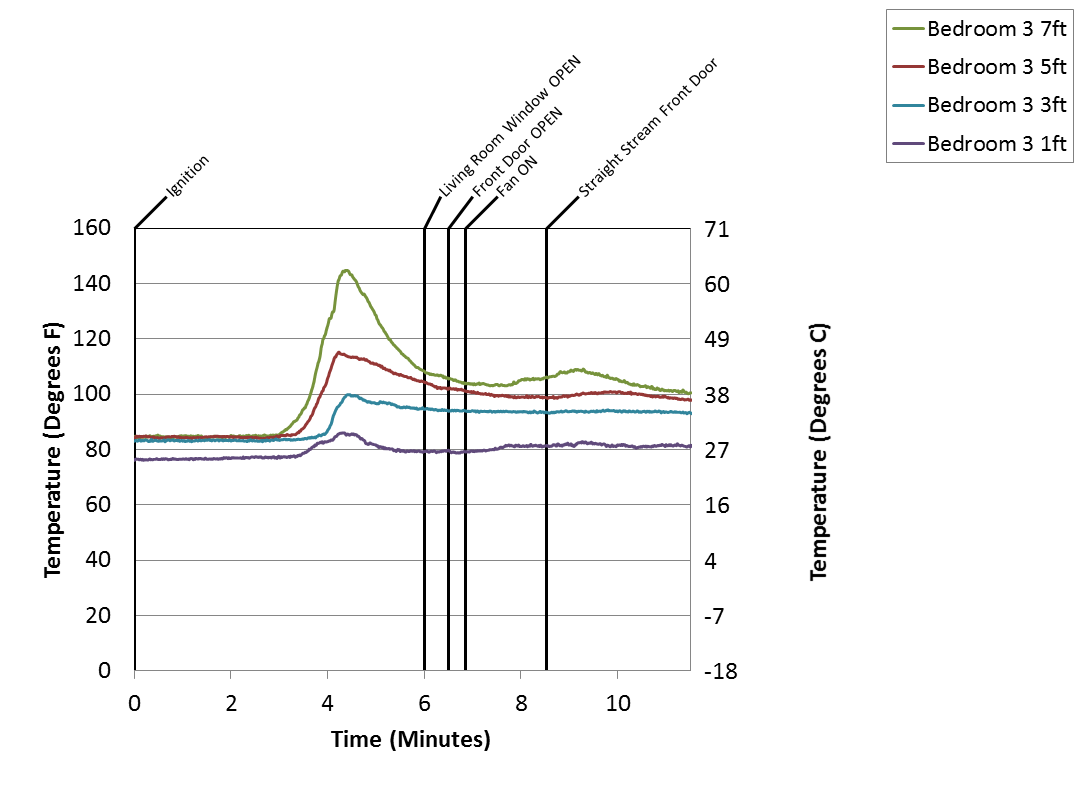 Bedroom 3 7ft
Bedroom 3 5ft
Bedroom 3 3ft
Bedroom 3 1ft
Ignition
Living Room Window OPEN
Front Door OPEN
Fan ON
Straight Stream Front Door
Temperature (Degrees F)
160
140
120
100
80
60
40
20
0
71
60
49
38
27
16
4
-7
-18
Temperature (Degrees C)
0 2 4 6 8 10
Time (Minutes)